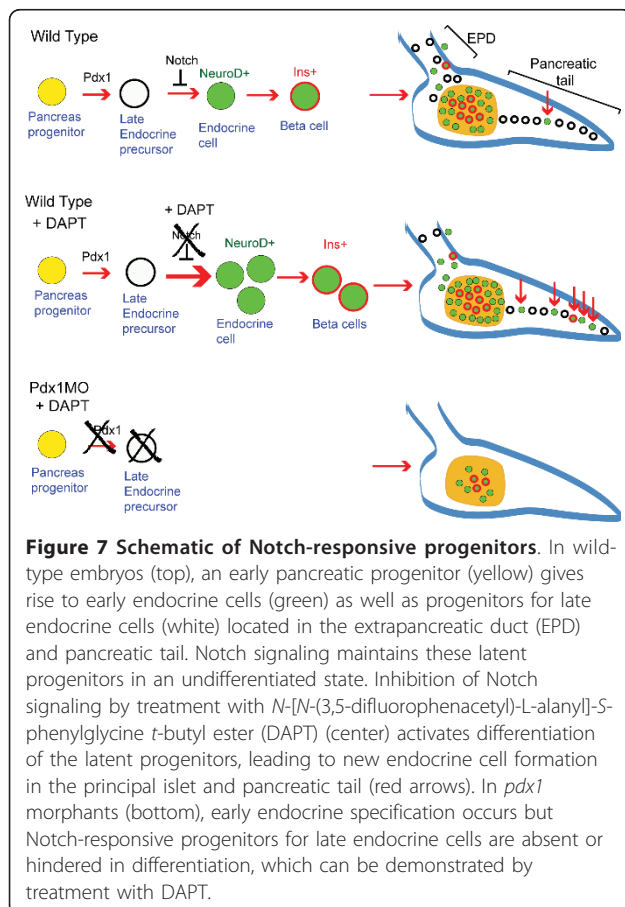 Wild Type
Notch
EPD
Pdx1
NeuroD+
Ins+
Pancreatic
tail
Pancreas
progenitor
Late
Endocrine
precursor
Endocrine
cell
Beta cell
Wild Type
+ DAPT
+ DAPT
Notch
Pdx1
NeuroD+
Ins+
Pancreas
progenitor
Late
Endocrine
precursor
Endocrine
cell
Beta cells
Pdx1MO
+ DAPT
Pdx1
Pancreas
progenitor
Late
Endocrine
precursor
Figure 7 Schematic of Notch-responsive progenitors. In wild-
type embryos (top), an early pancreatic progenitor (yellow) gives
rise to early endocrine cells (green) as well as progenitors for late
endocrine cells (white) located in the extrapancreatic duct (EPD)
and pancreatic tail. Notch signaling maintains these latent
progenitors in an undifferentiated state. Inhibition of Notch
signaling by treatment with N-[N-(3,5-difluorophenacetyl)-L-alanyl]-S-
phenylglycine t-butyl ester (DAPT) (center) activates differentiation
of the latent progenitors, leading to new endocrine cell formation
in the principal islet and pancreatic tail (red arrows). In pdx1
morphants (bottom), early endocrine specification occurs but
Notch-responsive progenitors for late endocrine cells are absent or
hindered in differentiation, which can be demonstrated by
treatment with DAPT.